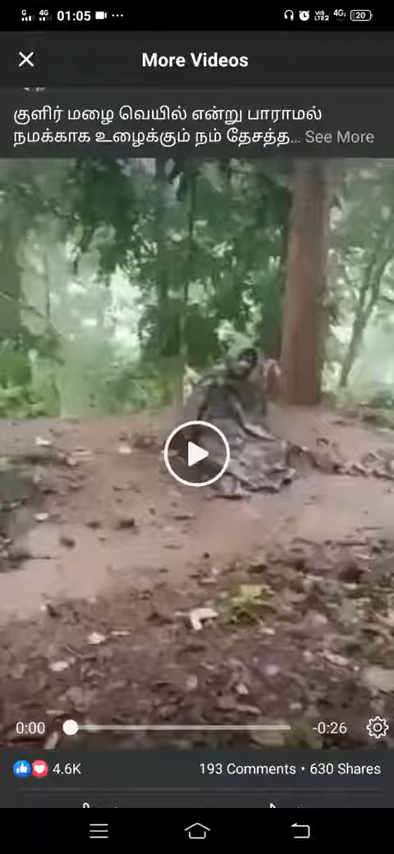 01:05
4G
20
More Videos
குளிர் மழை வெயில் என்று பாராமல்
நமக்காக உழைக்கும் நம் தேசத்த... See More
0:00
-0:26
4.6K
193 Comments • 630 Shares